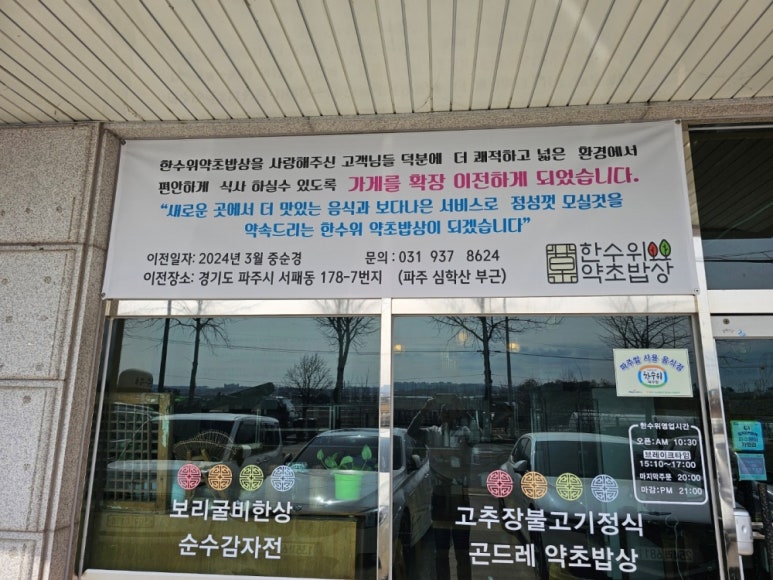 한수위약초밥상을 사랑해주신 고객님들 덕분에 더 쾌적하고 넓은 환경에서
편안하게 식사 하실수 있도록 가게를 확장 이전하게 되었습니다.
“새로운 곳에서 더 맛있는 음식과 보다나은 서비스로 정성껏 모실것을
약속드리는 한수위 약초밥상이 되겠습니다”
이전일자: 2024년 3월 중순경 문의 : 031 937 8624
이전장소: 경기도 파주시 서패동 178-7번지 (파주 심학산 부근)
한수위
약초밥상
파주쌀 사용 음식점
한수위
한수위영업시간
오픈:AM 10:30
브레이크타임
15:10~17:00
마지막주문 20:00
마감:PM 21:00
보리굴비한상
순수감자전
고추장불고기정식
곤드레 약초밥상